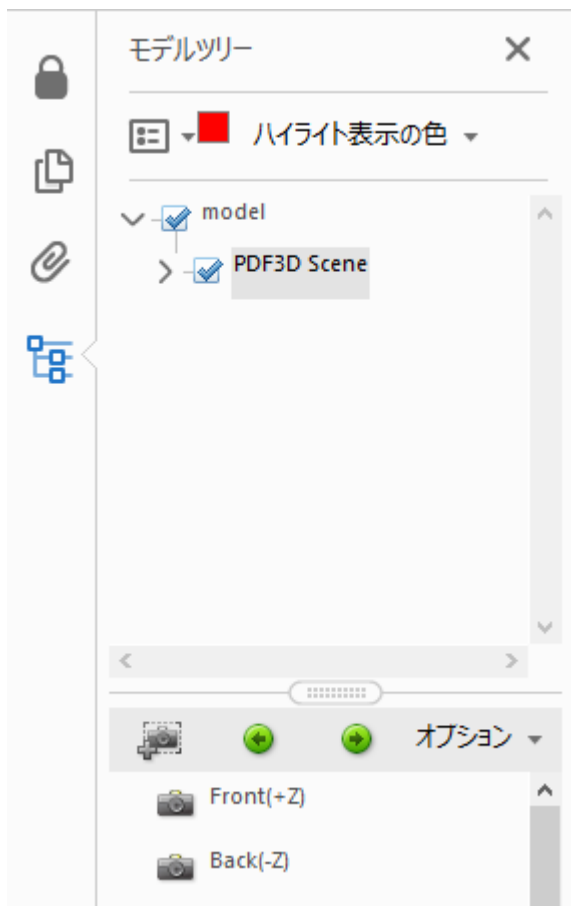 モデルツリー
ハイライト表示の色
model
PDF3D Scene
オプション
Front(+Z)
Back(-Z)